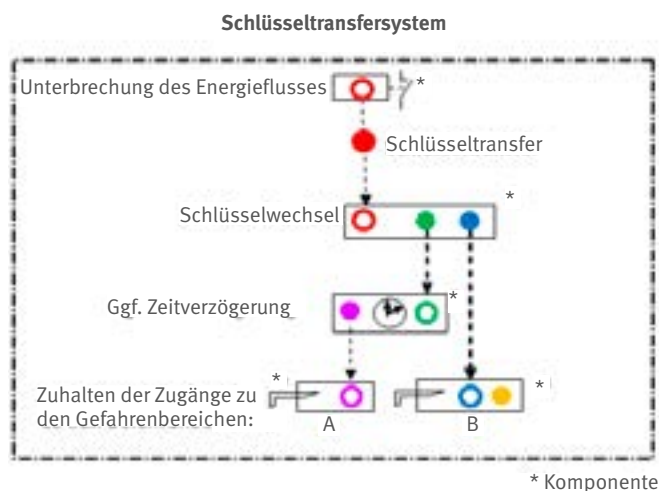 Schlüsseltransfersystem
Unterbrechung des Energieflusses *
Schlüsseltransfer
Schlüsselwechsel *
Ggf. Zeitverzögerung *
Zuhalten der Zugänge zu * *
den Gefahrenbereichen: A B
* Komponente